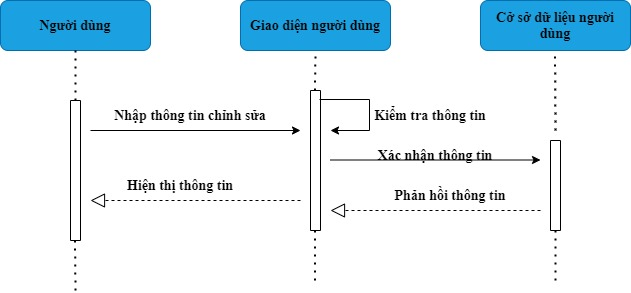 Người dùng
Giao diện người dùng
Cở sở dữ liệu người
dùng
Nhập thông tin chỉnh sửa
Kiểm tra thông tin
Xác nhận thông tin
Hiện thị thông tin
Phản hồi thông tin